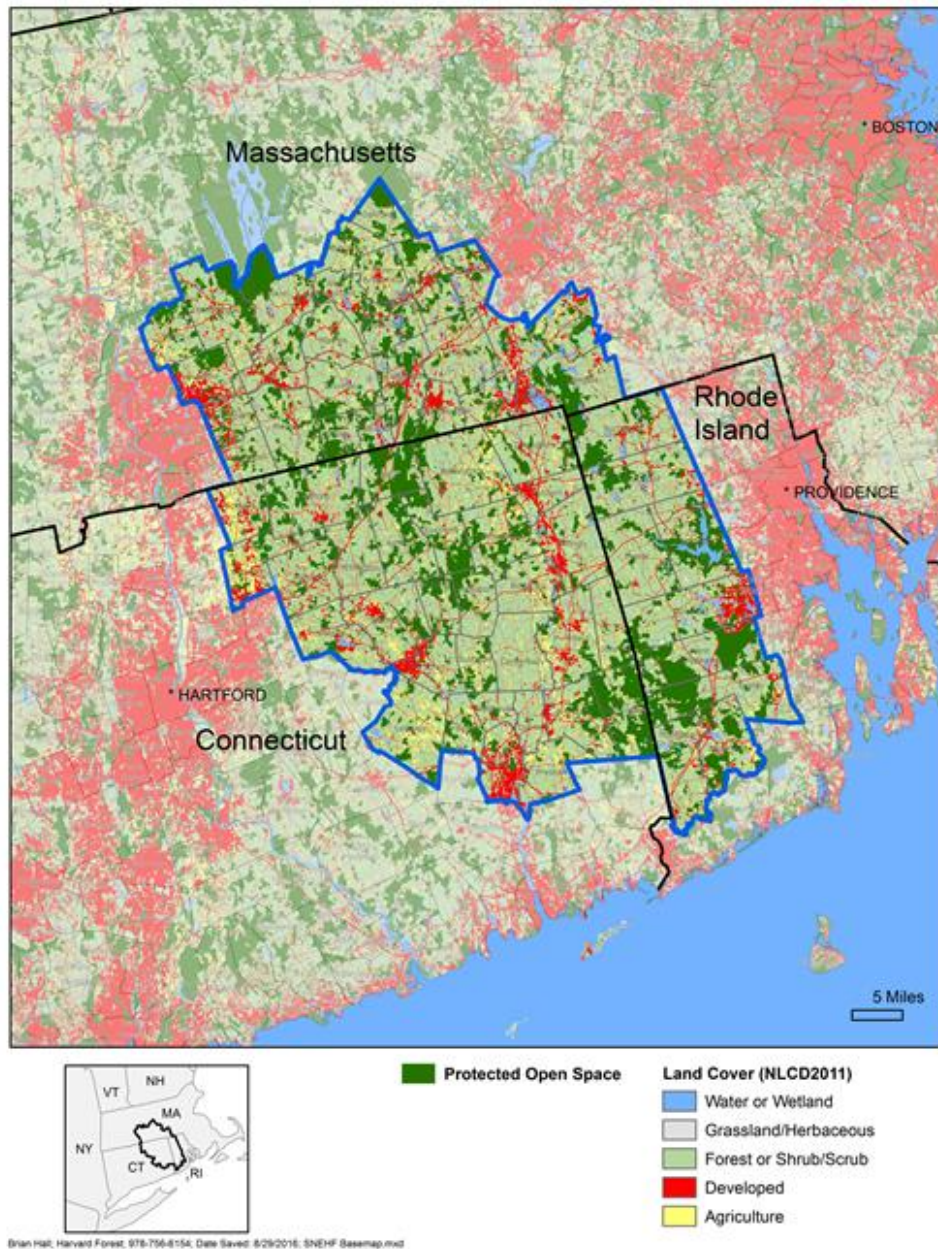 BOSTON
Massachusetts
Rhode
Island
PROVIDENCE
HARTFORD
Connecticut
5 Miles
NH
VT
MA
NY
CT
RI
Protected Open Space
Land Cover (NLCD2011)
Water or Wetland
Grassland/Herbaceous
Forest or Shrub/Scrub
Developed
Agriculture
Brian Hall; Harvard Forest; 978-756-6154; Date Saved: 8/29/2016; SNEHF Basemap.mxd